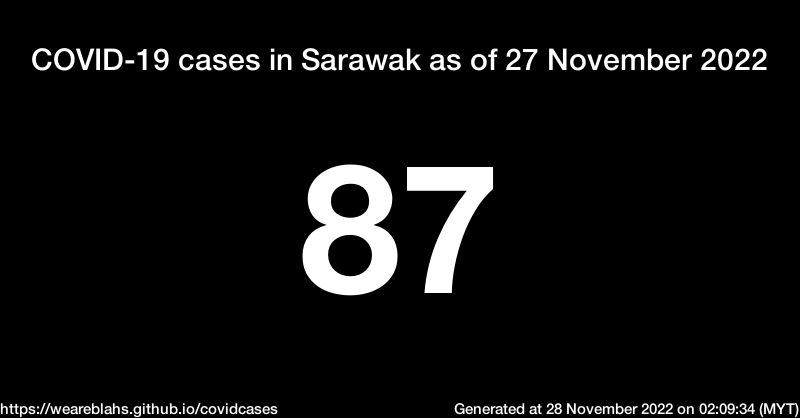 COVID-19 cases in Sarawak as of 27 November 2022
87
https://weareblahs.github.io/covidcases
Generated at 28 November 2022 on 02:09:34 (MYT)